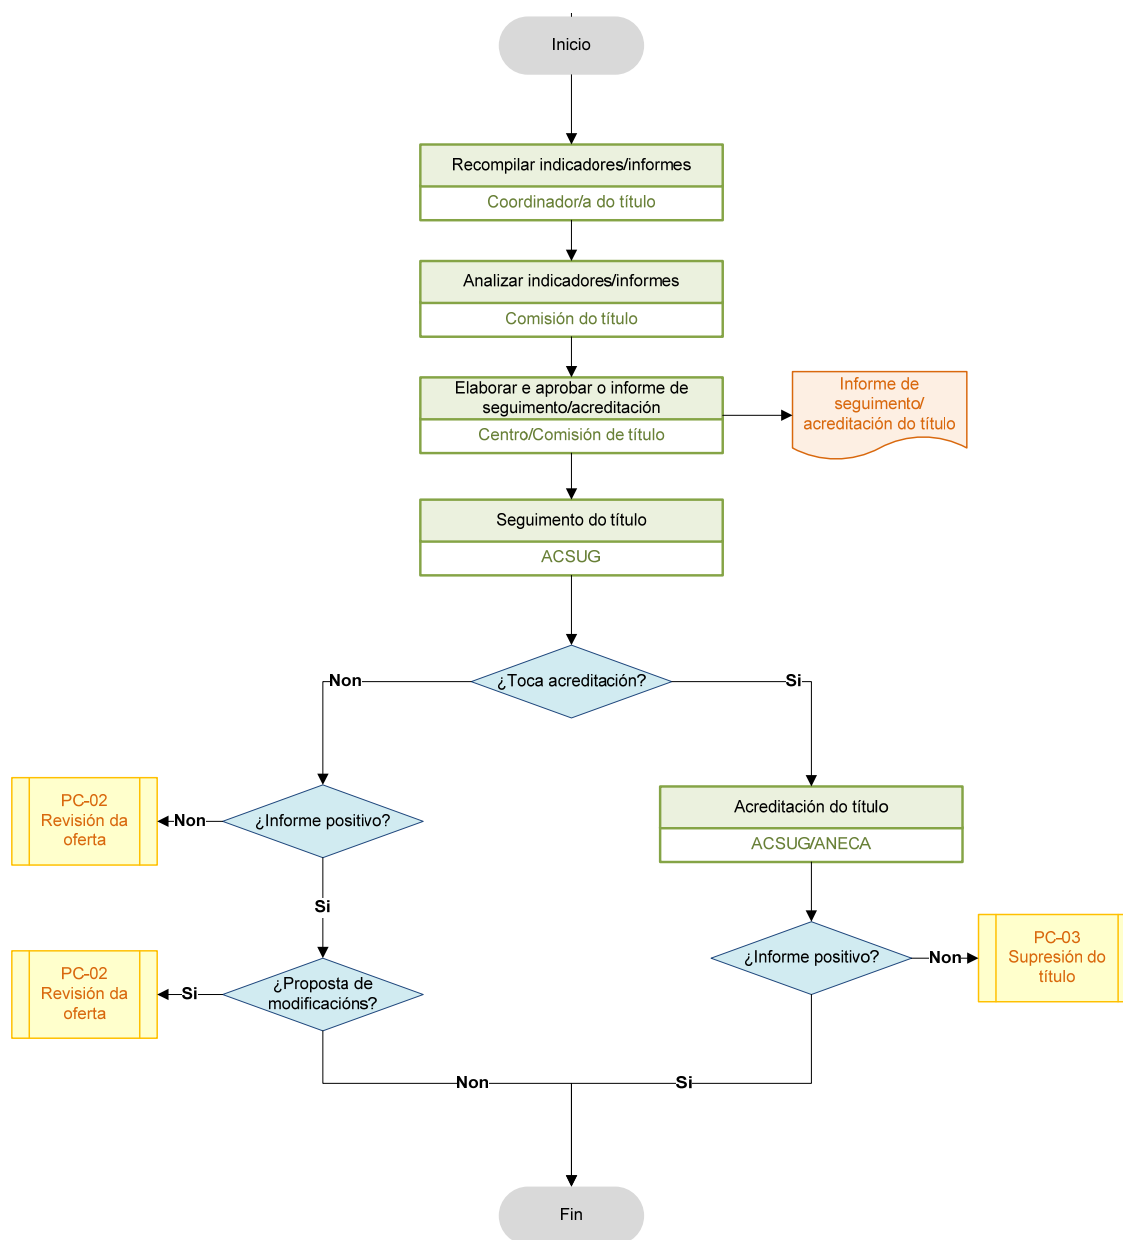 Inicio
Recompilar indicadores/informes
Coordinador/a do título
Analizar indicadores/informes
Comisión do título
Elaborar e aprobar o informe de
seguimento/acreditación
Centro/Comisión de título
Informe de
seguimento/
acreditación do título
Seguimento do título
ACSUG
¿Toca acreditación?
Non
Si
PC-02
Revisión da
oferta
Non
¿Informe positivo?
Acreditación do título
ACSUG/ANECA
Si
¿Informe positivo?
Non
PC-03
Supresión do
título
PC-02
Revisión da
oferta
Si
¿Proposta de
modificacións?
Non
Si
Fin